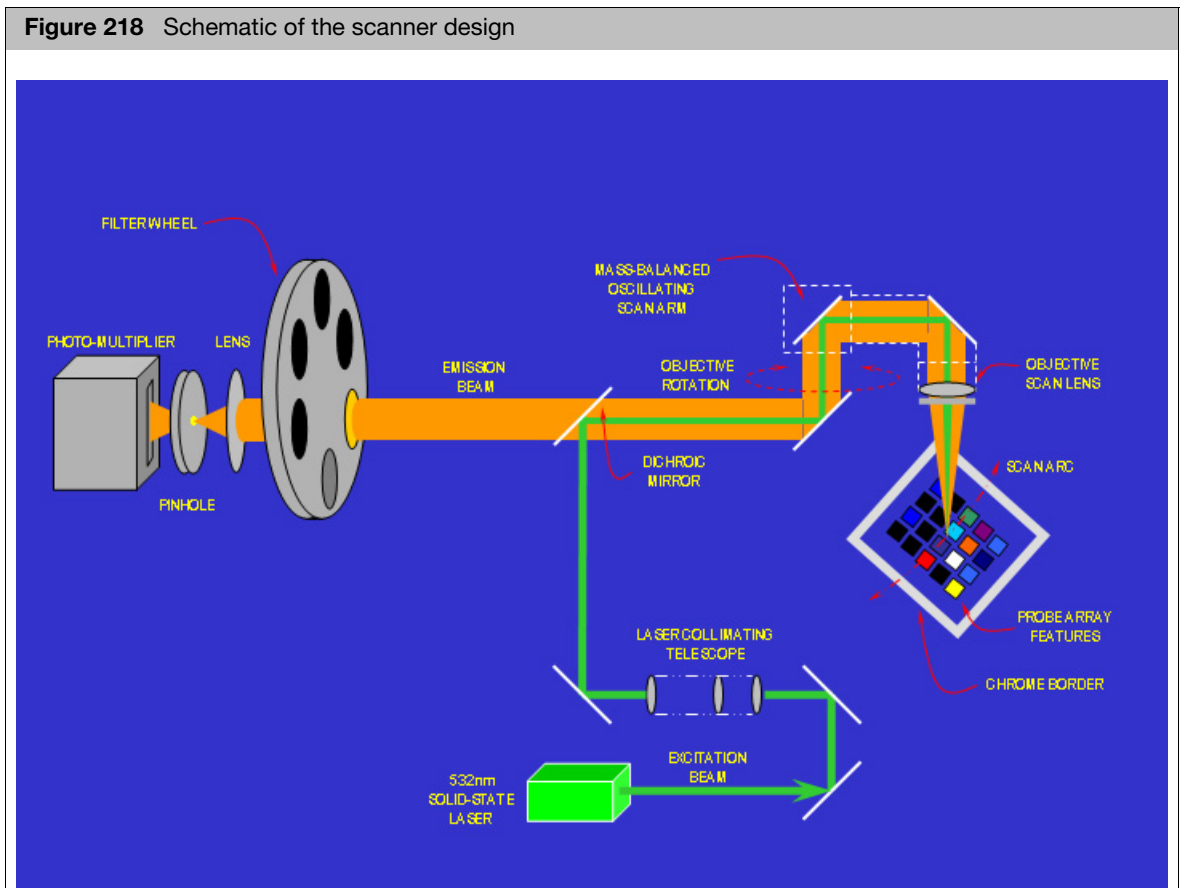 Figure 218 Schematic of the scanner design
FILTER WHEEL
MASS-BALANCED
OSCILLATING
SCAN ARM
PHOTO-MULTIPLIER
LENS
EMISSION
BEAM
OBJECTIVE
ROTATION
OBJECTIVE
SCAN LENS
DICHROIC
MIRROR
SCAN ARC
PINHOLE
PROBE ARRAY
FEATURES
LASER COLLIMATING
TELESCOPE
CHROME BORDER
EXCITATION
BEAM
532nm
SOLID-STATE
LASER